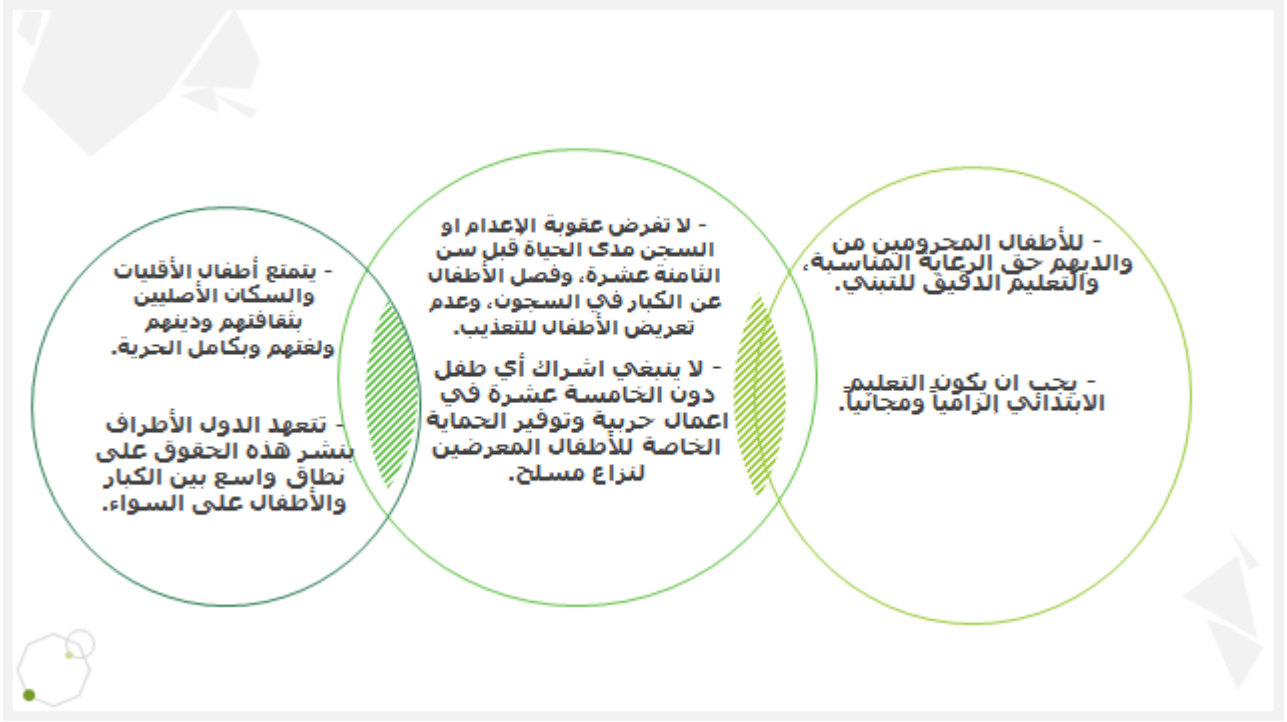 - للأطفال المحرومين من
والديهم حق الرعاية المناسبة،
والتعليم الدقيق للتبني.
- يجب ان يكون التعليم
الابتدائي إلزامياً ومجانياً.
- لا تفرض عقوبة الإعدام او
السجن مدى الحياة قبل سن
الثامنة عشرة، وفصل الأطفال
عن الكبار في السجون، وعدم
تعريض الأطفال للتعذيب.
- لا ينبغي اشراك أي طفل
دون الخامسة عشرة في
اعمال حربية وتوفير الحماية
الخاصة للأطفال المعرضين
لنزاع مسلح.
- يتمتع أطفال الأقليات
والسكان الأصليين
بثقافتهم ودينهم
ولغتهم وبكامل الحرية.
- تتعهد الدول الأطراف
بنشر هذه الحقوق على
نطاق واسع بين الكبار
والأطفال على السواء.